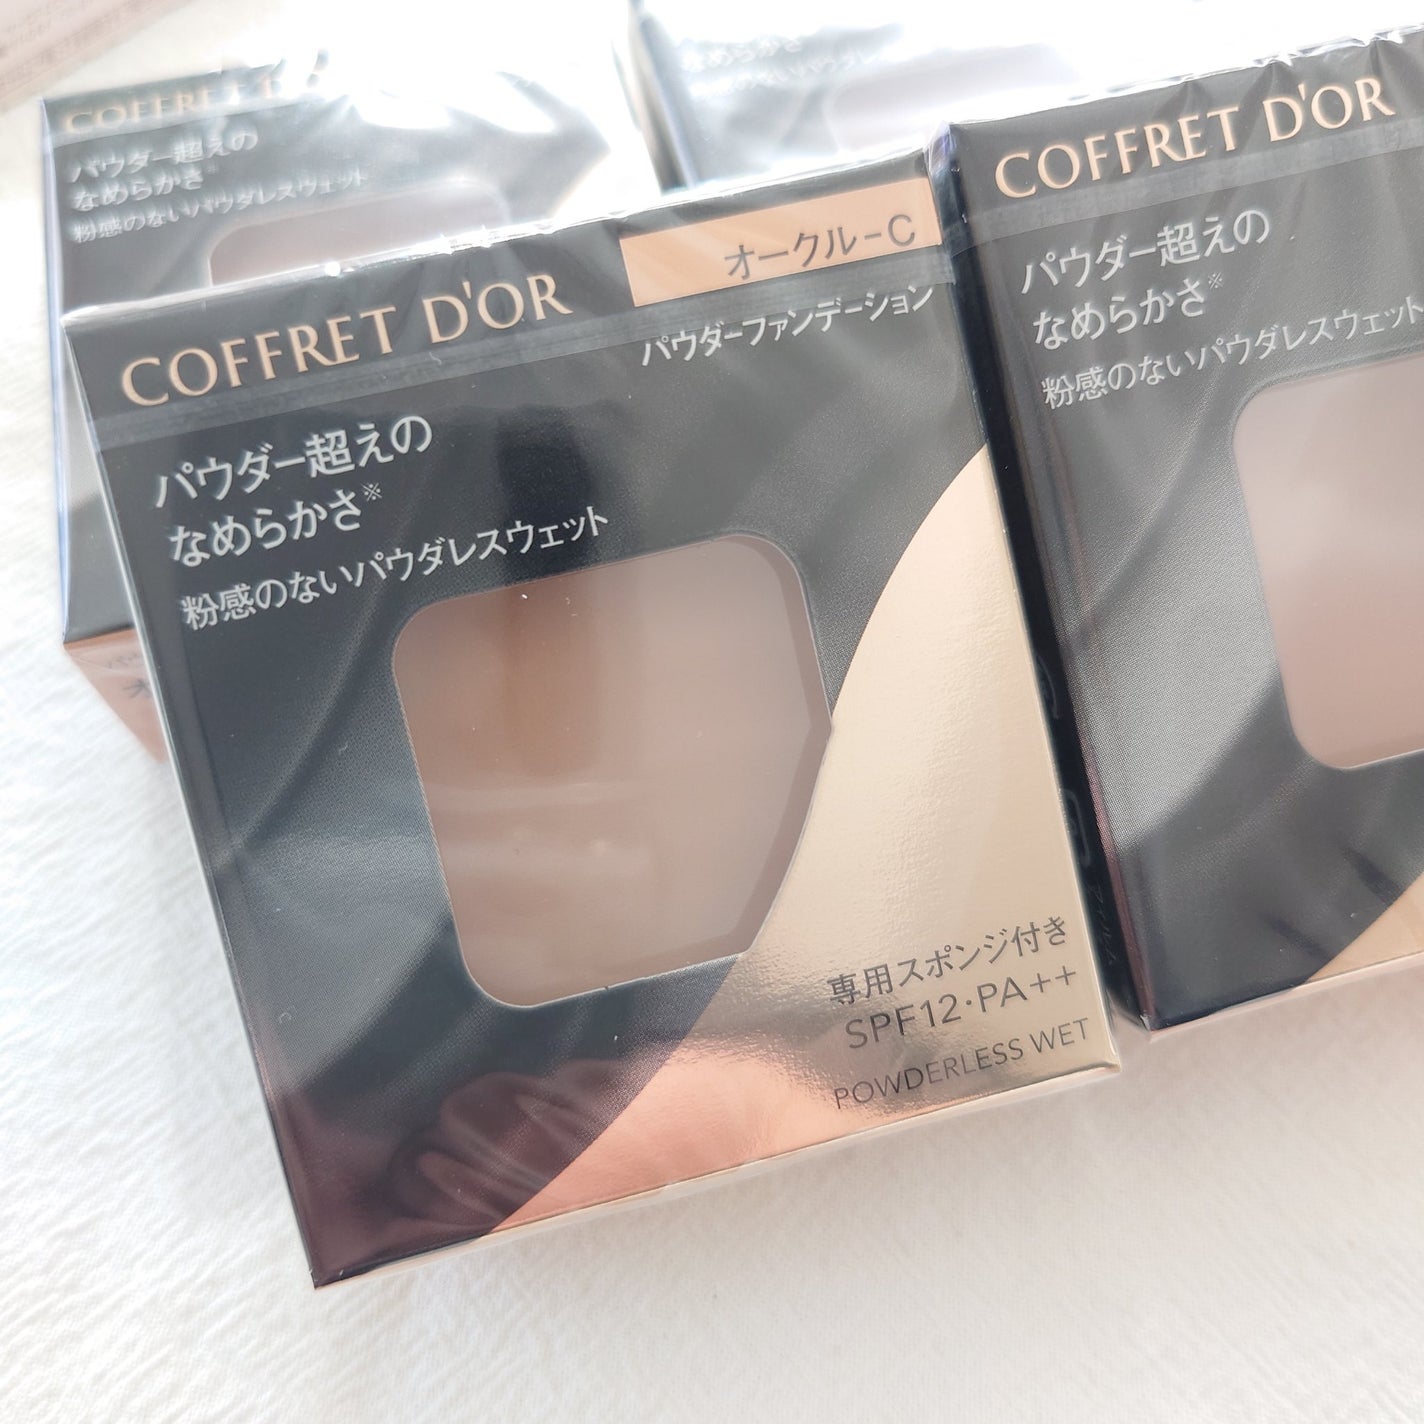 COFFRET D'OR
パウダー超えの
なめらかさ※
粉感のないパウダレスウェット
オークル-C
COFFRET D'OR
パウダーファンデーション
パウダー超えの
なめらかさ※
粉感のないパウダレスウェット
専用スポンジ付き
SPF12・PA++
POWDERLESS WET
COFFRET D'OR
パウダー超えの
なめらかさ※
粉感のないパウダレスウェット